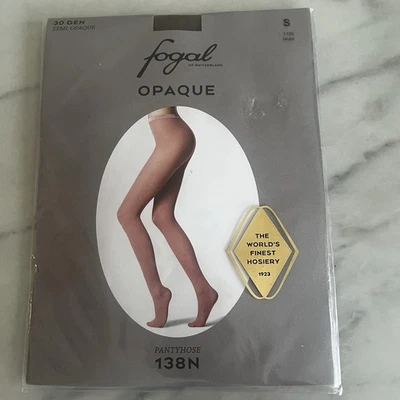 30 DEN
SEMI OPAQUE
S
fogal
OF SWITZERLAND
OPAQUE
THE
WORLD'S
FINEST
HOSIERY
1923
PANTYHOSE
138N